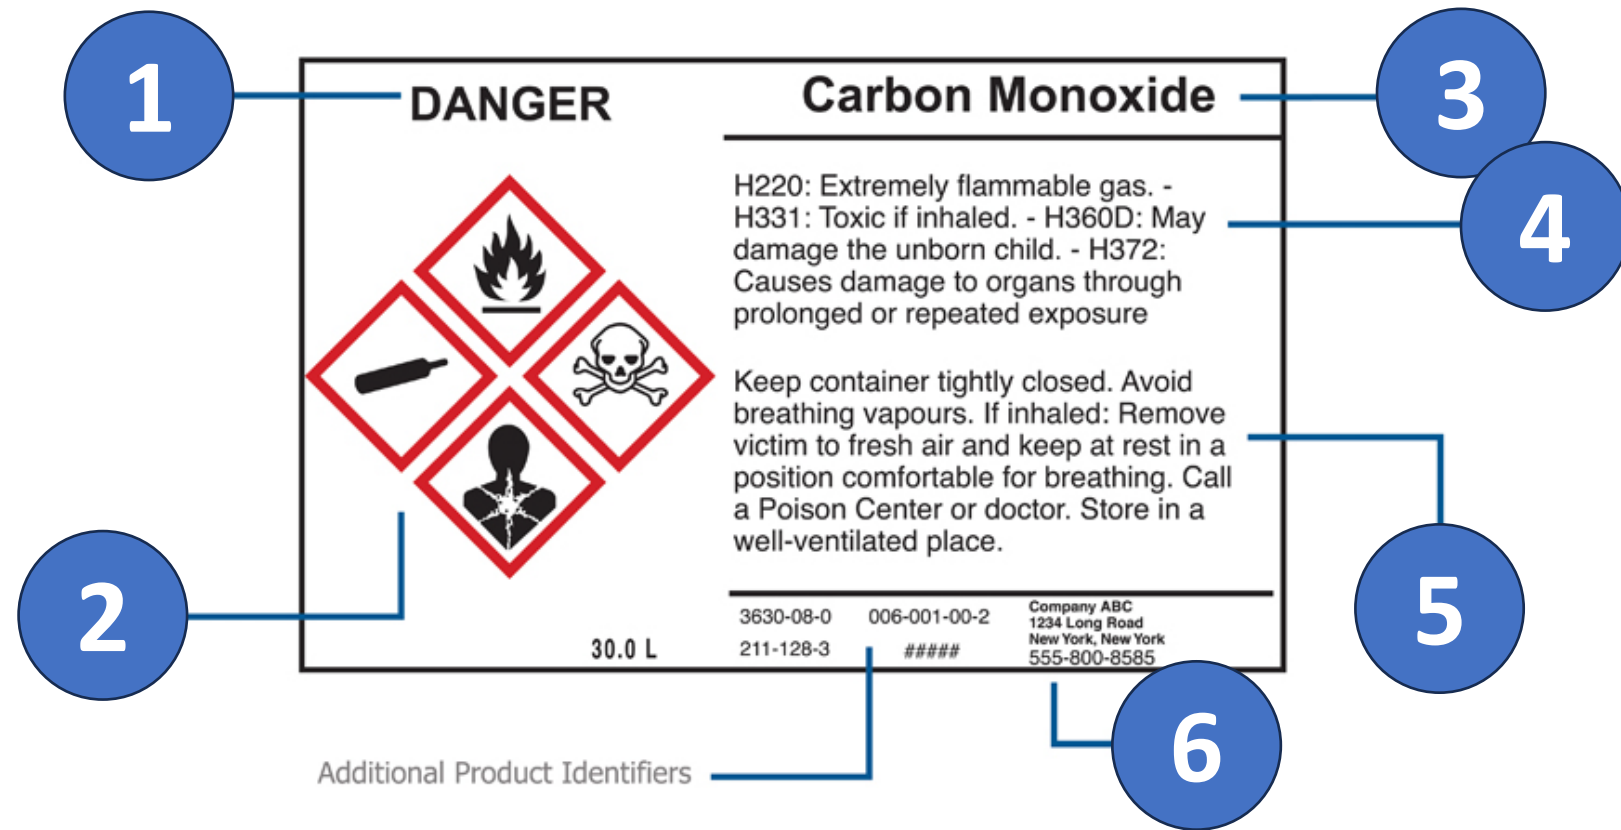 1
DANGER
Carbon Monoxide
3
H220: Extremely flammable gas. -
H331: Toxic if inhaled. - H360D: May
damage the unborn child. - H372:
Causes damage to organs through
prolonged or repeated exposure
4
Keep container tightly closed. Avoid
breathing vapours. If inhaled: Remove
victim to fresh air and keep at rest in a
position comfortable for breathing. Call
a Poison Center or doctor. Store in a
well-ventilated place.
5
2
30.0 L
3630-08-0 006-001-00-2
211-128-3 #####
Company ABC
1234 Long Road
New York, New York
555-800-8585
6
Additional Product Identifiers